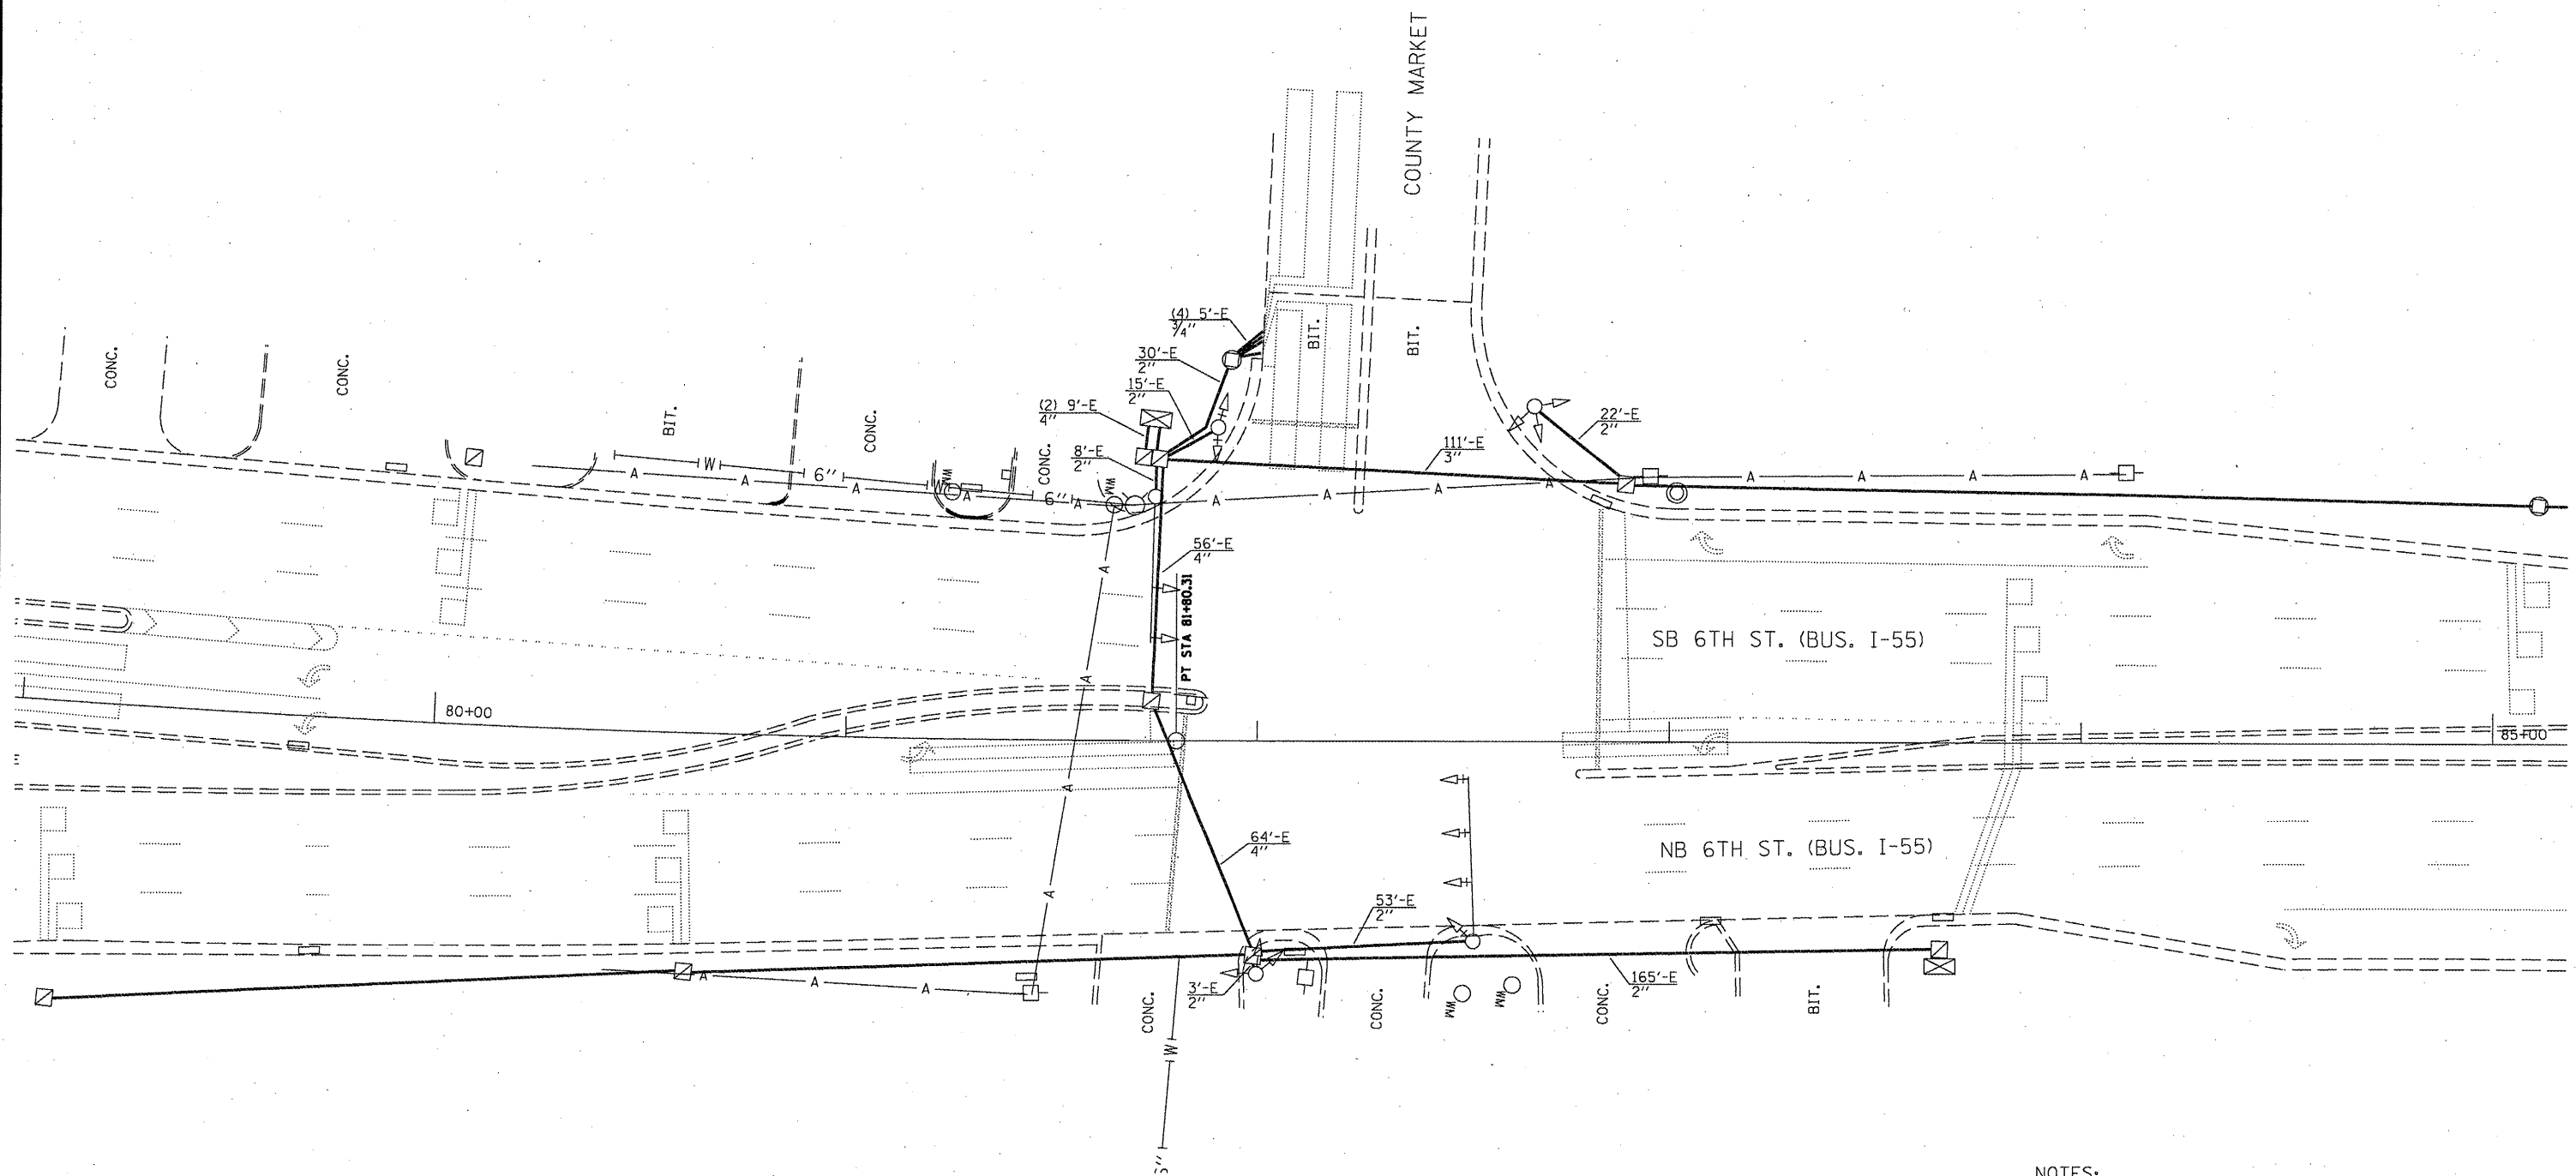 COUNTY MARKET
(4) 5'-E
3/4"
30'-E
2"
15'-E
2"
(2) 9'-E
4"
8'-E
2"
CONC.
CONC.
BIT.
CONC.
CONC.
BIT.
BIT.
22'-E
2"
111'-E
3"
W
6"
A
A
A
W
WM
A
6"
A
WM
A
A
A
A
A
A
A
A
A
56'-E
4"
A
PT STA 81+80.31
SB 6TH ST. (BUS. I-55)
A
80+00
85+00
E
A
64'-E
4"
NB 6TH ST. (BUS. I-55)
A
53'-E
2"
A
A
A
3'-E
2"
165'-E
2"
CONC.
CONC.
WM
WM
CONC.
BIT.
W
NOTES: